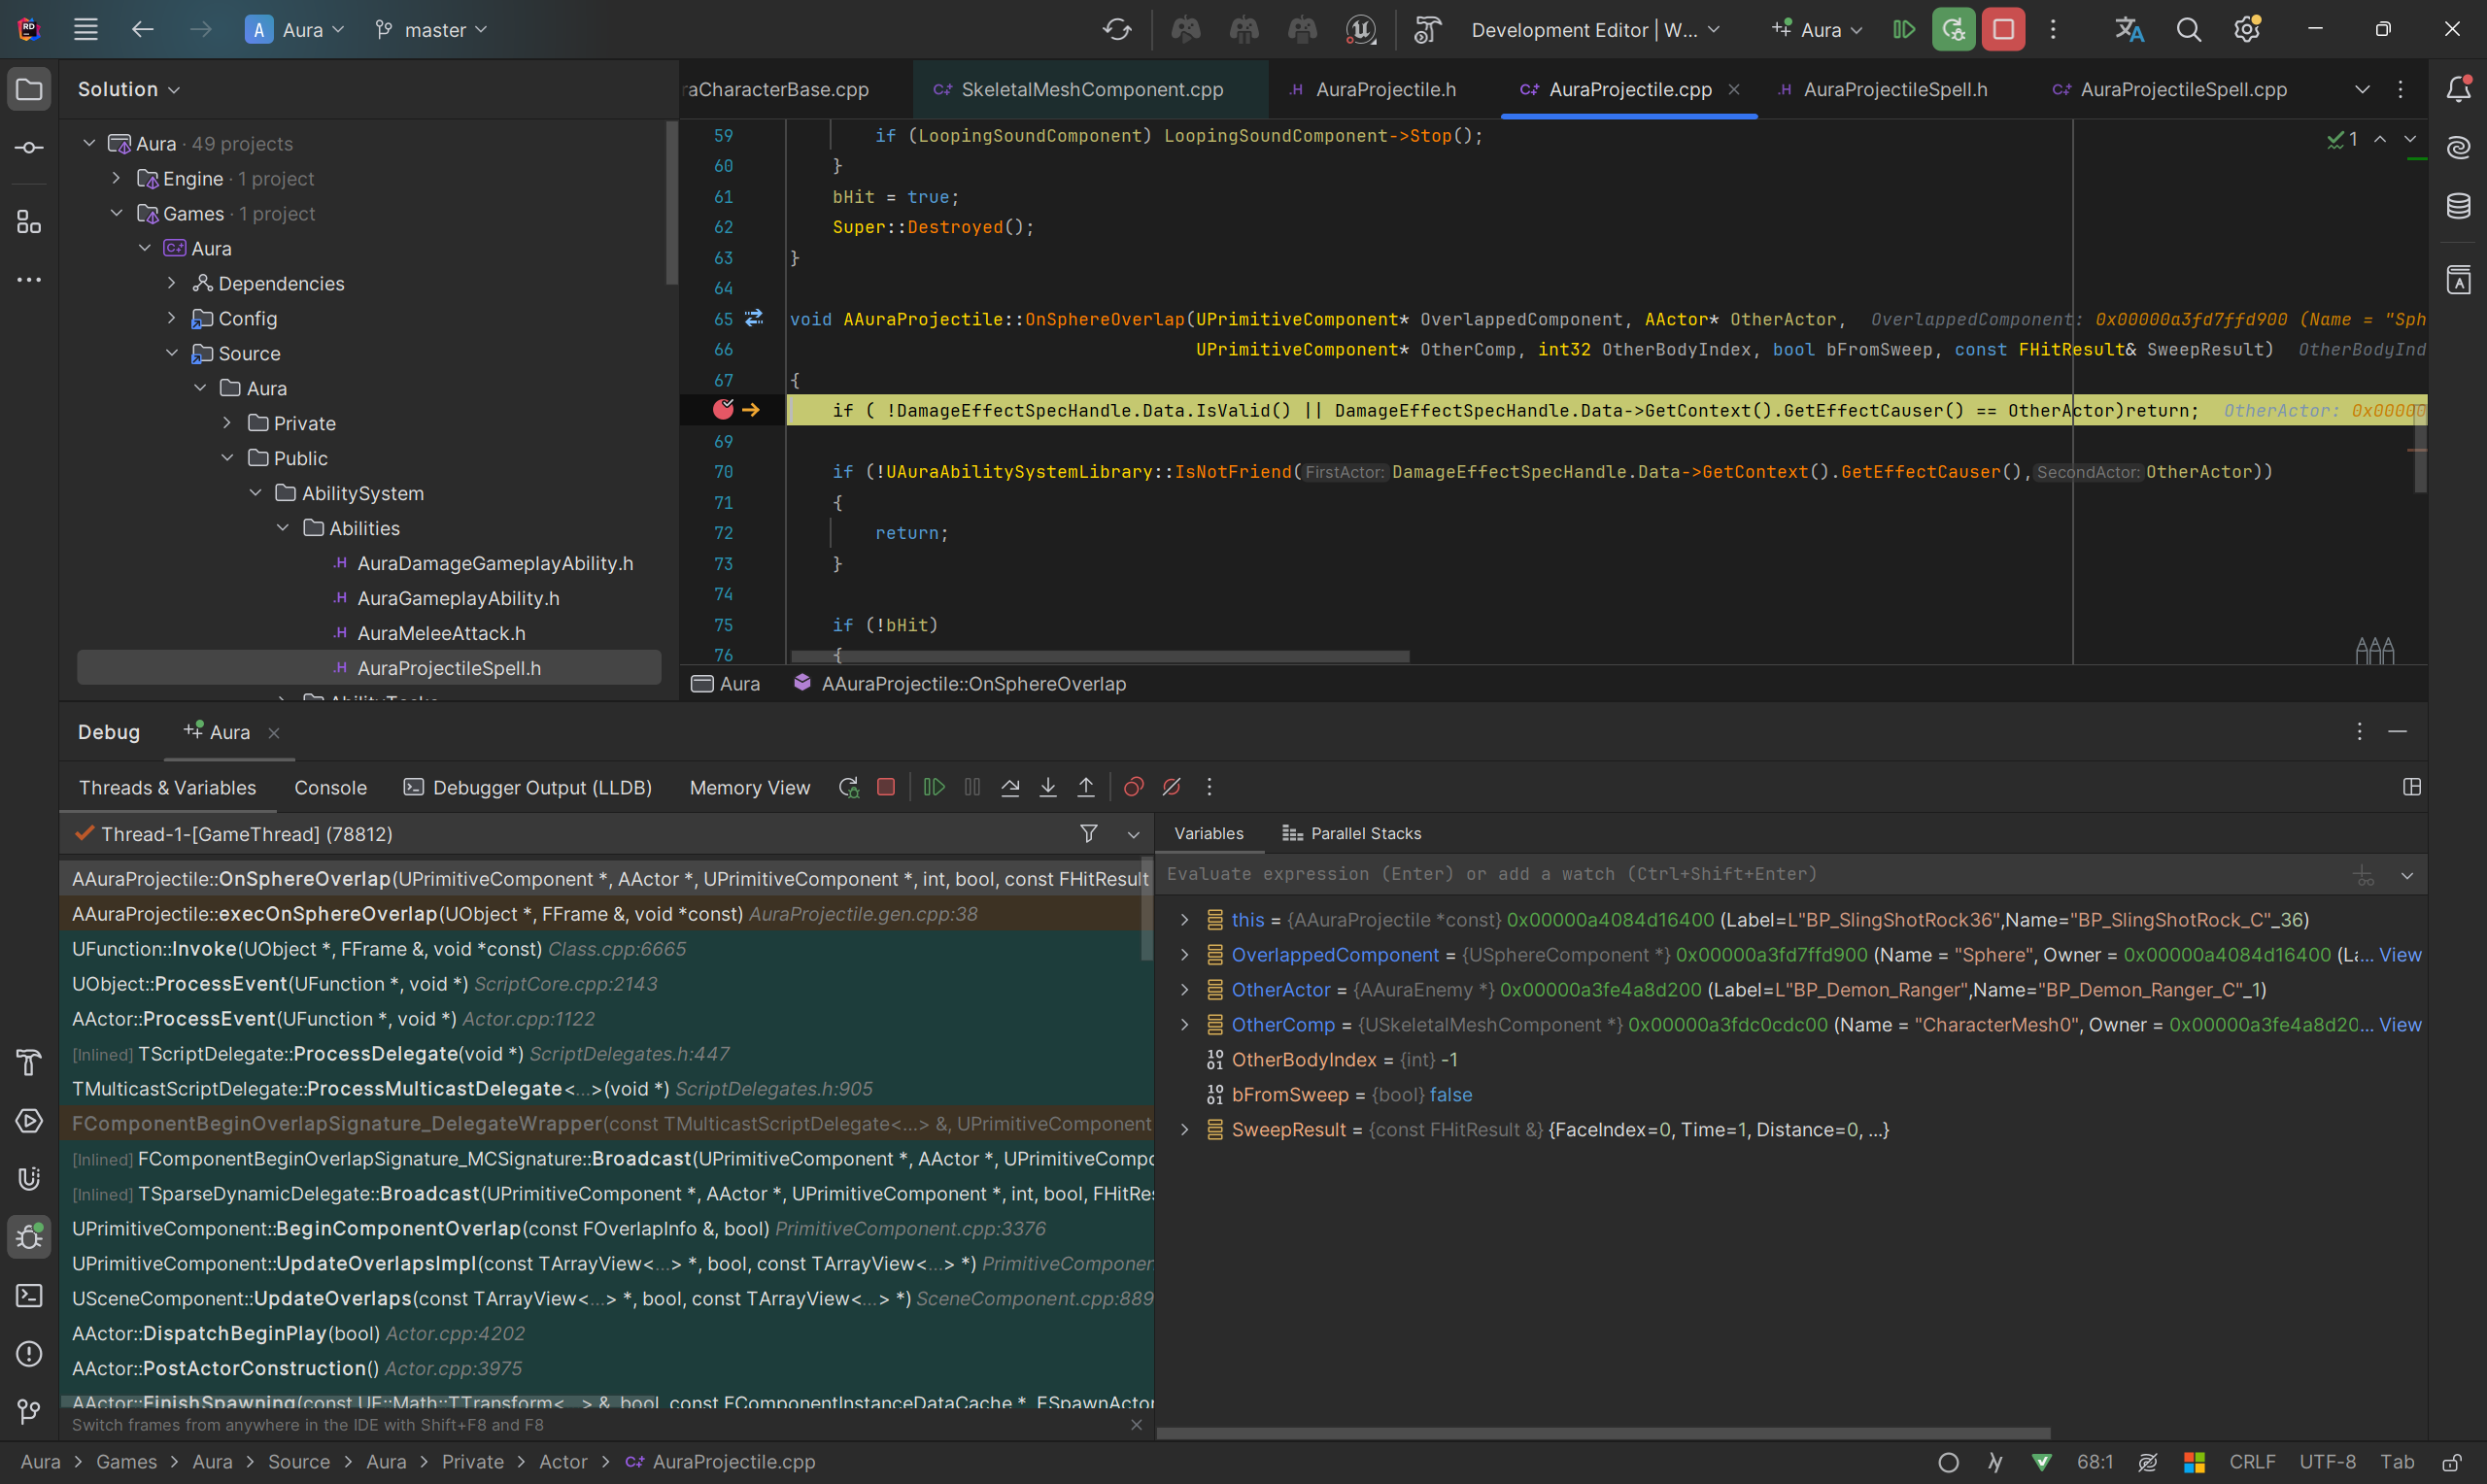 A Aura master Development Editor | W... Aura
Solution
Aura · 49 projects
Engine · 1 project
Games · 1 project
Aura
Dependencies
Config
Source
Aura
Private
Public
AbilitySystem
Abilities
AuraDamageGameplayAbility.h
AuraGameplayAbility.h
AuraMeleeAttack.h
AuraProjectileSpell.h
raCharacterBase.cpp SkeletalMeshComponent.cpp AuraProjectile.h AuraProjectile.cpp AuraProjectileSpell.h AuraProjectileSpell.cpp
59 if (LoopingSoundComponent) LoopingSoundComponent->Stop();
60 }
61 bHit = true;
62 Super::Destroyed();
63 }
64
65 void AAuraProjectile::OnSphereOverlap(UPrimitiveComponent* OverlappedComponent, AActor* OtherActor, OverlappedComponent: 0x00000a3fd7ffd900 (Name = "Sph
66 UPrimitiveComponent* OtherComp, int32 OtherBodyIndex, bool bFromSweep, const FHitResult& SweepResult) OtherBodyInd
67 {
if ( !DamageEffectSpecHandle.Data.IsValid() || DamageEffectSpecHandle.Data->GetContext().GetEffectCauser() == OtherActor)return; OtherActor: 0x00000
69
70 if (!UAuraAbilitySystemLibrary::IsNotFriend( FirstActor: DamageEffectSpecHandle.Data->GetContext().GetEffectCauser(), SecondActor: OtherActor))
71 {
72 return;
73 }
74
75 if (!bHit)
76 {
1
Aura AAuraProjectile::OnSphereOverlap
Debug Aura
Threads & Variables Console Debugger Output (LLDB) Memory View
Thread-1-[GameThread] (78812)
AAuraProjectile::OnSphereOverlap(UPrimitiveComponent *, AActor *, UPrimitiveComponent *, int, bool, const FHitResult
AAuraProjectile::execOnSphereOverlap(UObject *, FFrame &, void *const) AuraProjectile.gen.cpp:38
UFunction::Invoke(UObject *, FFrame &, void *const) Class.cpp:6665
UObject::ProcessEvent(UFunction *, void *) ScriptCore.cpp:2143
AActor::ProcessEvent(UFunction *, void *) Actor.cpp:1122
[Inlined] TScriptDelegate::ProcessDelegate(void *) ScriptDelegates.h:447
TMulticastScriptDelegate::ProcessMulticastDelegate<...>(void *) ScriptDelegates.h:905
FComponentBeginOverlapSignature_DelegateWrapper(const TMulticastScriptDelegate<...> &, UPrimitiveComponent
[Inlined] FComponentBeginOverlapSignature_MCSignature::Broadcast(UPrimitiveComponent *, AActor *, UPrimitiveCompo
[Inlined] TSparseDynamicDelegate::Broadcast(UPrimitiveComponent *, AActor *, UPrimitiveComponent *, int, bool, FHitRes
UPrimitiveComponent::BeginComponentOverlap(const FOverlapInfo &, bool) PrimitiveComponent.cpp:3376
UPrimitiveComponent::UpdateOverlapsImpl(const TArrayView<...> *, bool, const TArrayView<...> *) PrimitiveComponen
USceneComponent::UpdateOverlaps(const TArrayView<...> *, bool, const TArrayView<...> *) SceneComponent.cpp:889
AActor::DispatchBeginPlay(bool) Actor.cpp:4202
AActor::PostActorConstruction() Actor.cpp:3975
AActor::FinishSpawning(const UE::Math::TTransform<...> &, bool, const FComponentInstanceDataCache *, ESpawnActor
Switch frames from anywhere in the IDE with Shift+F8 and F8
Variables Parallel Stacks
Evaluate expression (Enter) or add a watch (Ctrl+Shift+Enter)
this = {AAuraProjectile *const} 0x00000a4084d16400 (Label=L"BP_SlingShotRock36",Name="BP_SlingShotRock_C"_36)
OverlappedComponent = {USphereComponent *} 0x00000a3fd7ffd900 (Name = "Sphere", Owner = 0x00000a4084d16400 (La... View
OtherActor = {AAuraEnemy *} 0x00000a3fe4a8d200 (Label=L"BP_Demon_Ranger",Name="BP_Demon_Ranger_C"_1)
OtherComp = {USkeletalMeshComponent *} 0x00000a3fdc0cdc00 (Name = "CharacterMesh0", Owner = 0x00000a3fe4a8d20... View
OtherBodyIndex = {int} -1
bFromSweep = {bool} false
SweepResult = {const FHitResult &} {FaceIndex=0, Time=1, Distance=0, ...}
Aura > Games > Aura > Source > Aura > Private > Actor > AuraProjectile.cpp 68:1 CRLF UTF-8 Tab